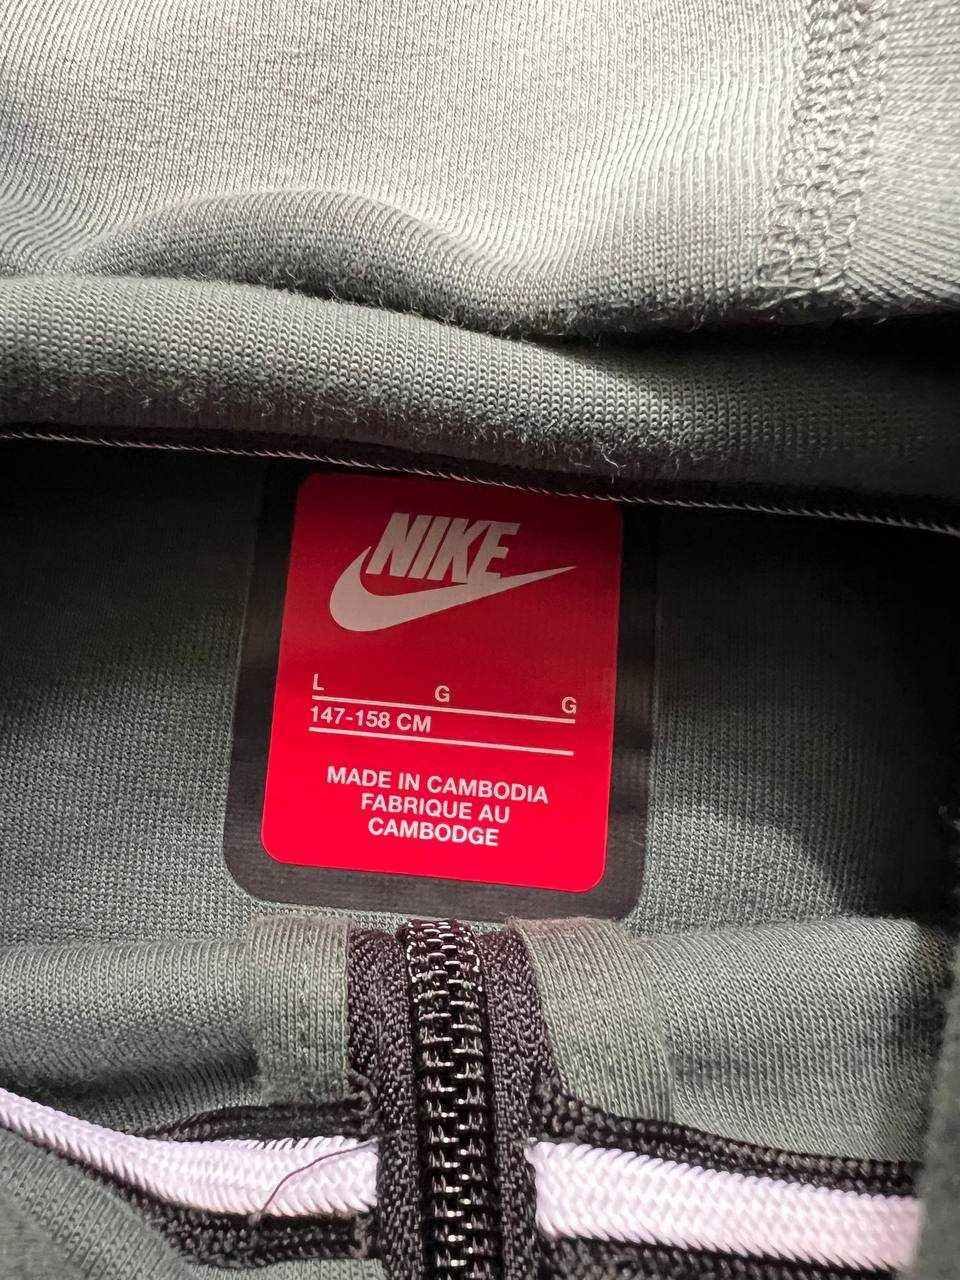 NIKE
L G G
147-158 CM
MADE IN CAMBODIA
FABRIQUE AU
CAMBODGE